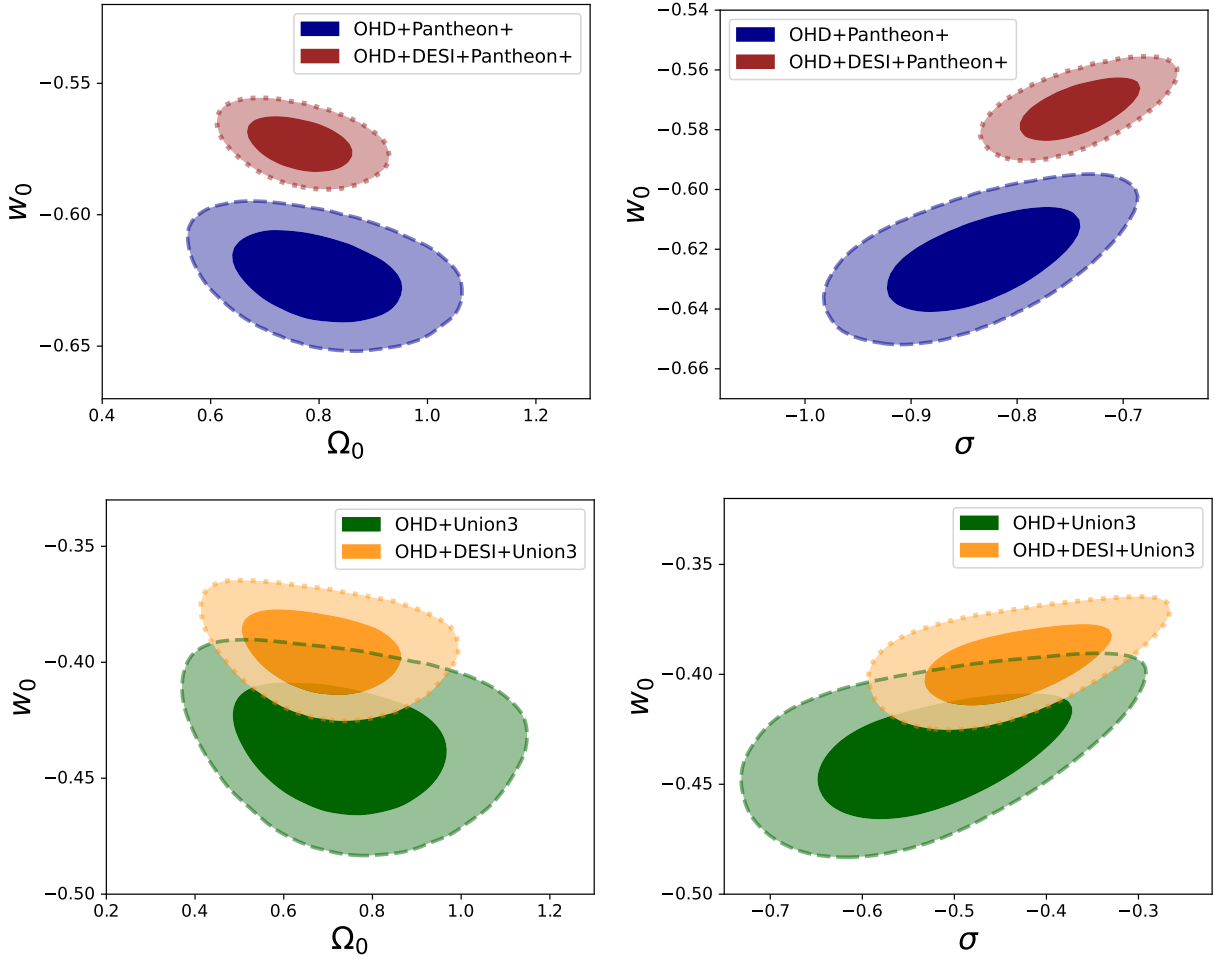 OHD+Pantheon+
OHD+DESI+Pantheon+
−0.55
−0.60
−0.65
w₀
0.4 0.6 0.8 1.0 1.2
Ω₀
OHD+Pantheon+
OHD+DESI+Pantheon+
−0.54
−0.56
−0.58
−0.60
−0.62
−0.64
−0.66
w₀
−1.0 −0.9 −0.8 −0.7
σ
OHD+Union3
OHD+DESI+Union3
−0.35
−0.40
−0.45
−0.50
w₀
0.2 0.4 0.6 0.8 1.0 1.2
Ω₀
OHD+Union3
OHD+DESI+Union3
−0.35
−0.40
−0.45
−0.50
w₀
−0.7 −0.6 −0.5 −0.4 −0.3
σ